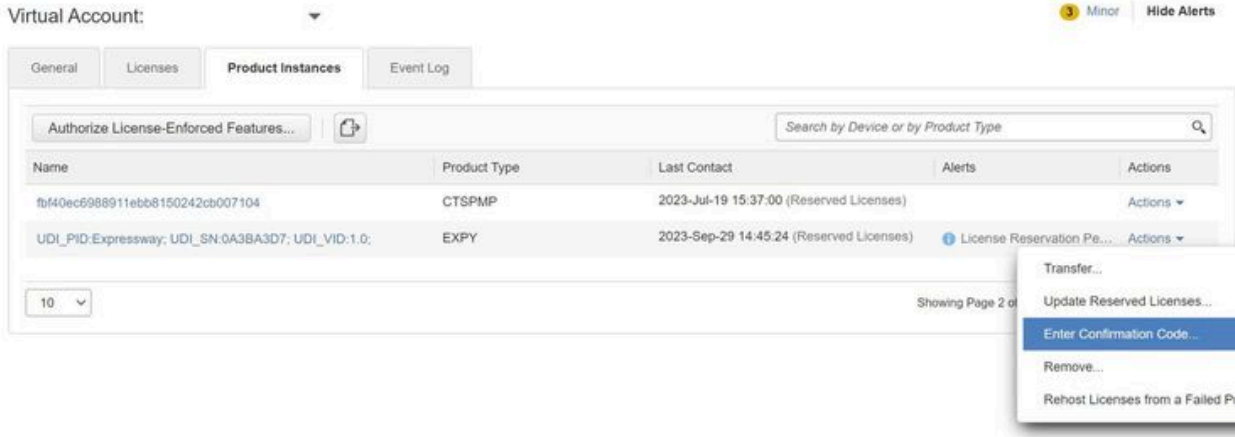 Virtual Account:
3 Minor Hide Alerts
General Licenses Product Instances Event Log
Authorize License-Enforced Features...
Search by Device or by Product Type
Name Product Type Last Contact Alerts Actions
fbf40ec6988911ebb8150242cb007104 CTSPMP 2023-Jul-19 15:37:00 (Reserved Licenses) Actions
UDI_PID:Expressway; UDI_SN:0A3BA3D7; UDI_VID:1.0; EXPY 2023-Sep-29 14:45:24 (Reserved Licenses) License Reservation Pe... Actions
Transfer...
10 Showing Page 2 of Update Reserved Licenses...
Enter Confirmation Code...
Remove...
Rehost Licenses from a Failed Pr